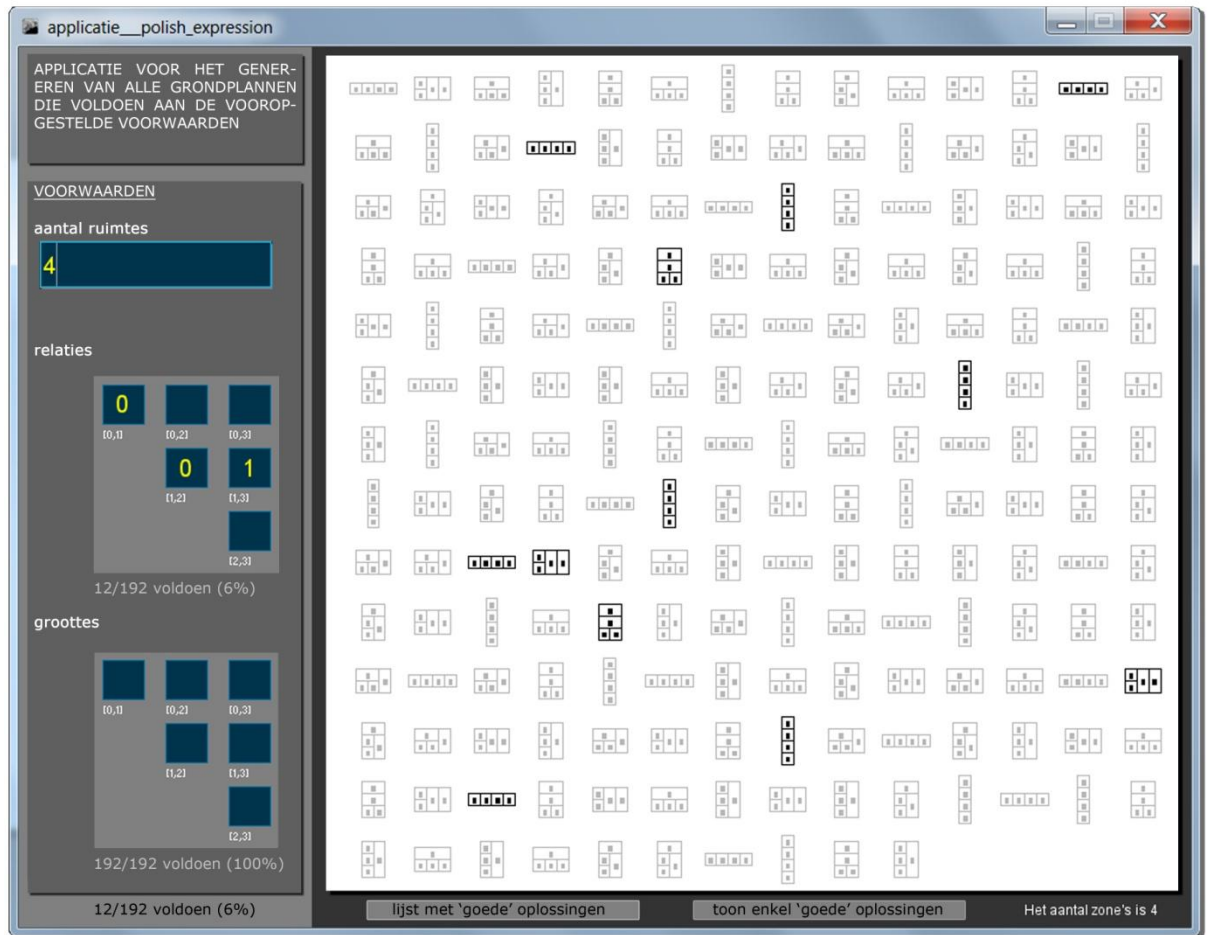 applicatie__polish_expression
APPLICATIE VOOR HET GENER-
EREN VAN ALLE GRONDPLANNEN
DIE VOLDOEN AAN DE VOOROP-
GESTELDE VOORWAARDEN
VOORWAARDEN
aantal ruimtes
4
relaties
0
[0,1] [0,2] [0,3]
0 1
[1,2] [1,3]
[2,3]
12/192 voldoen (6%)
groottes
[0,1] [0,2] [0,3]
[1,2] [1,3]
[2,3]
192/192 voldoen (100%)
12/192 voldoen (6%)
lijst met 'goede' oplossingen
toon enkel 'goede' oplossingen
Het aantal zone's is 4